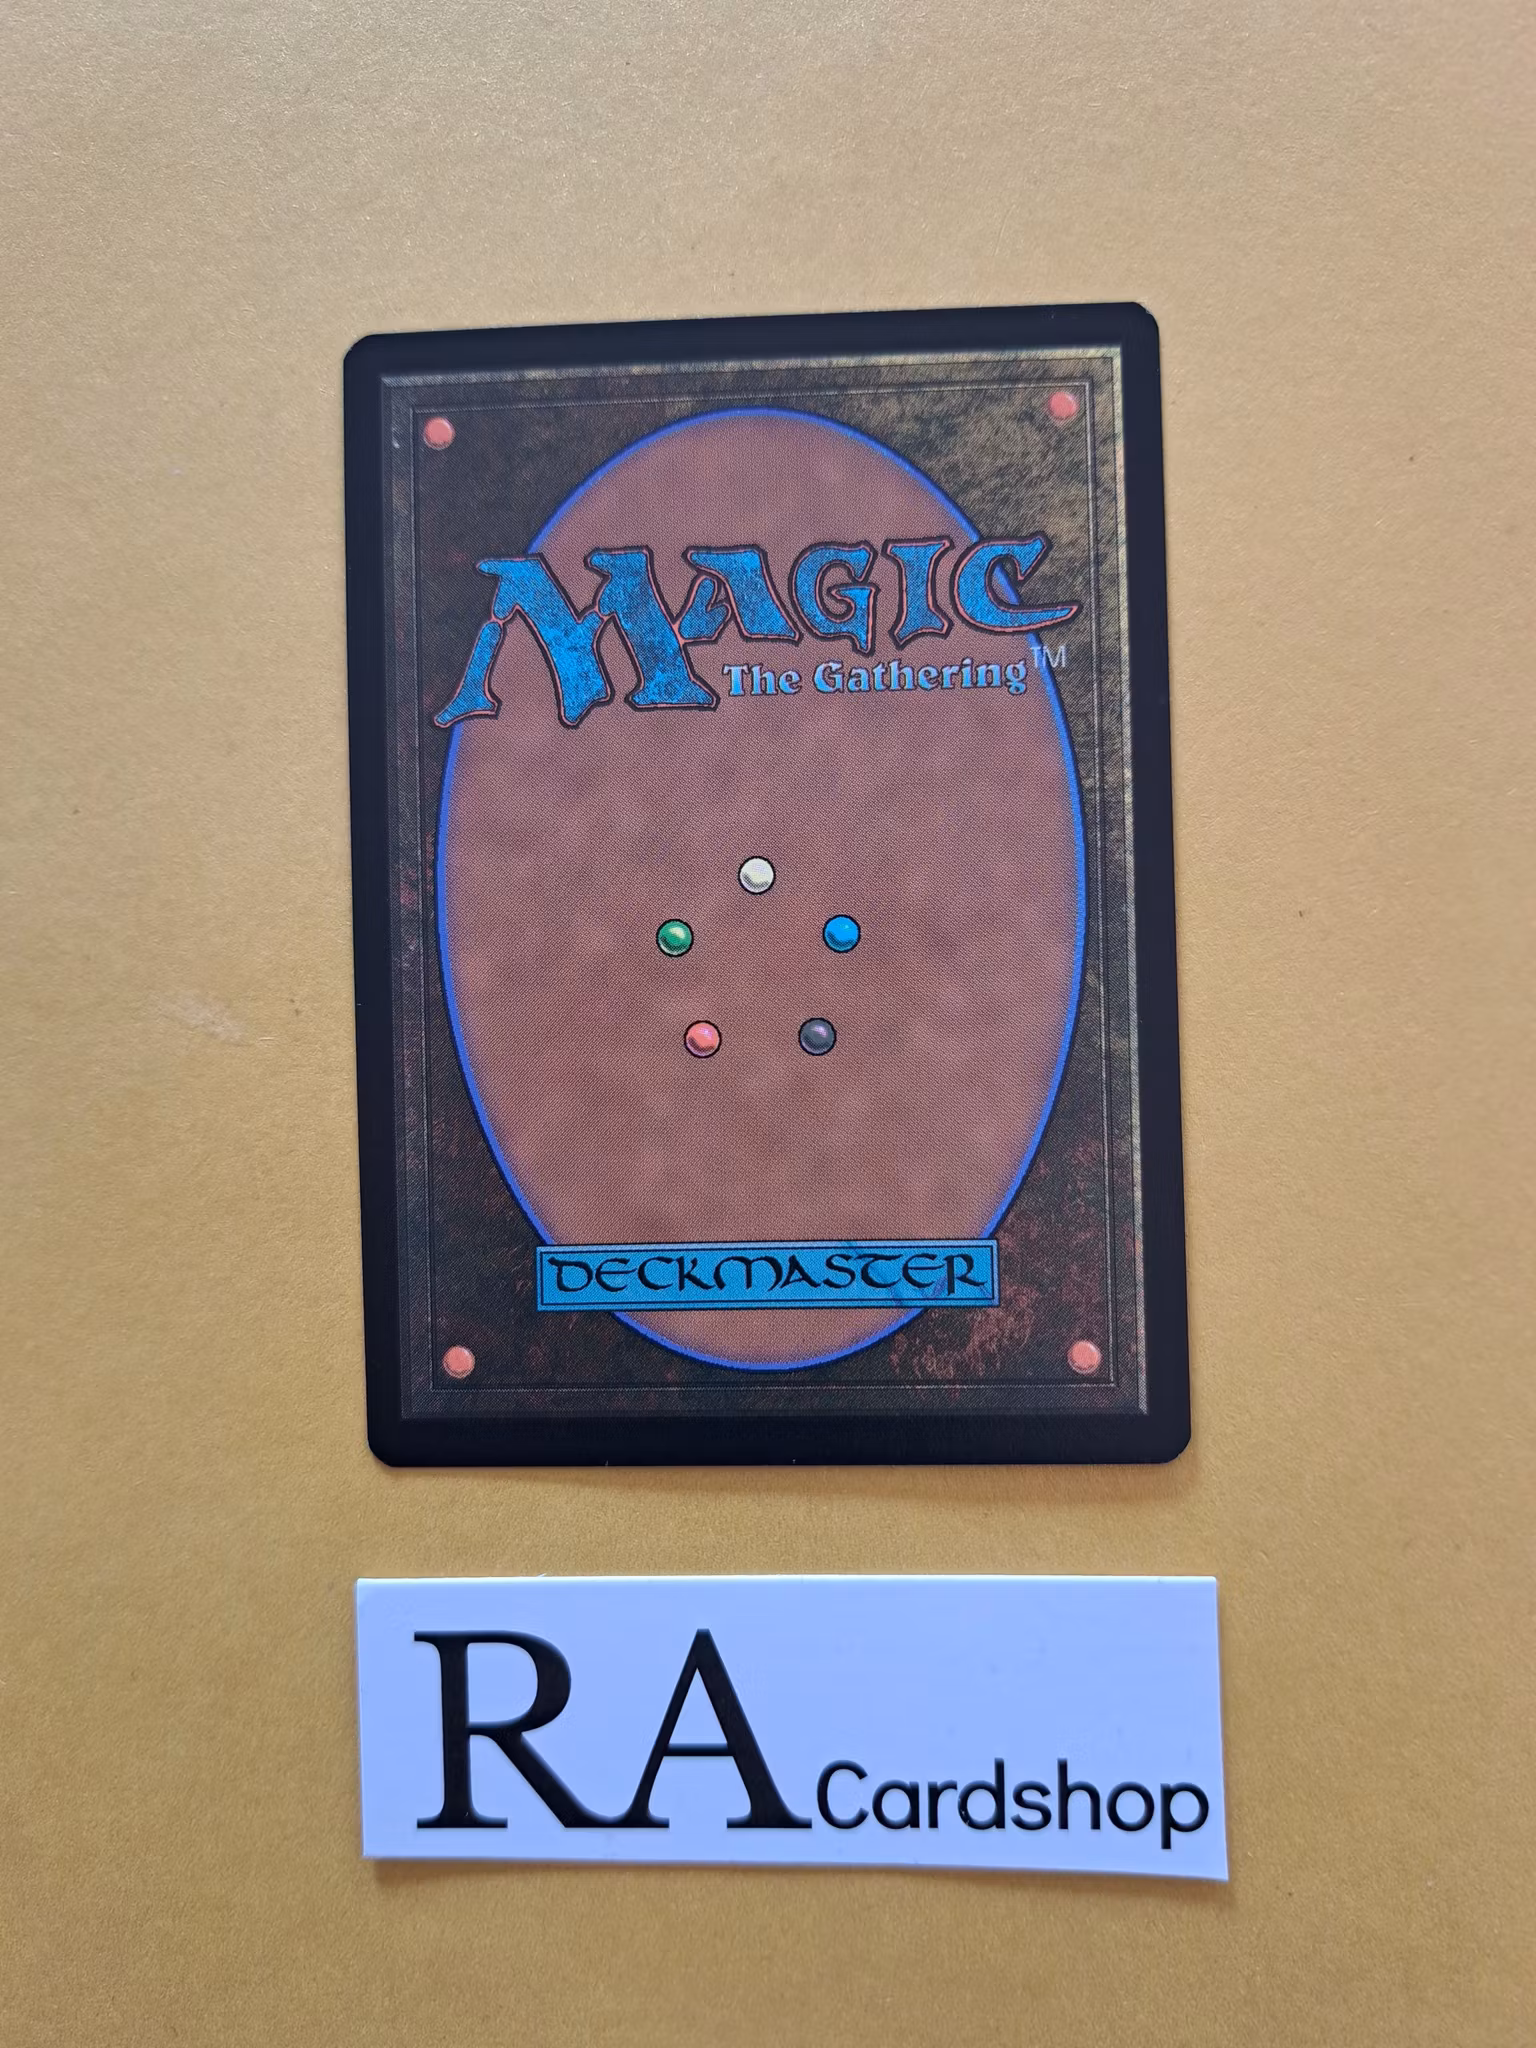 MAGIC
The Gathering™
DECKMASTER
RA Cardshop